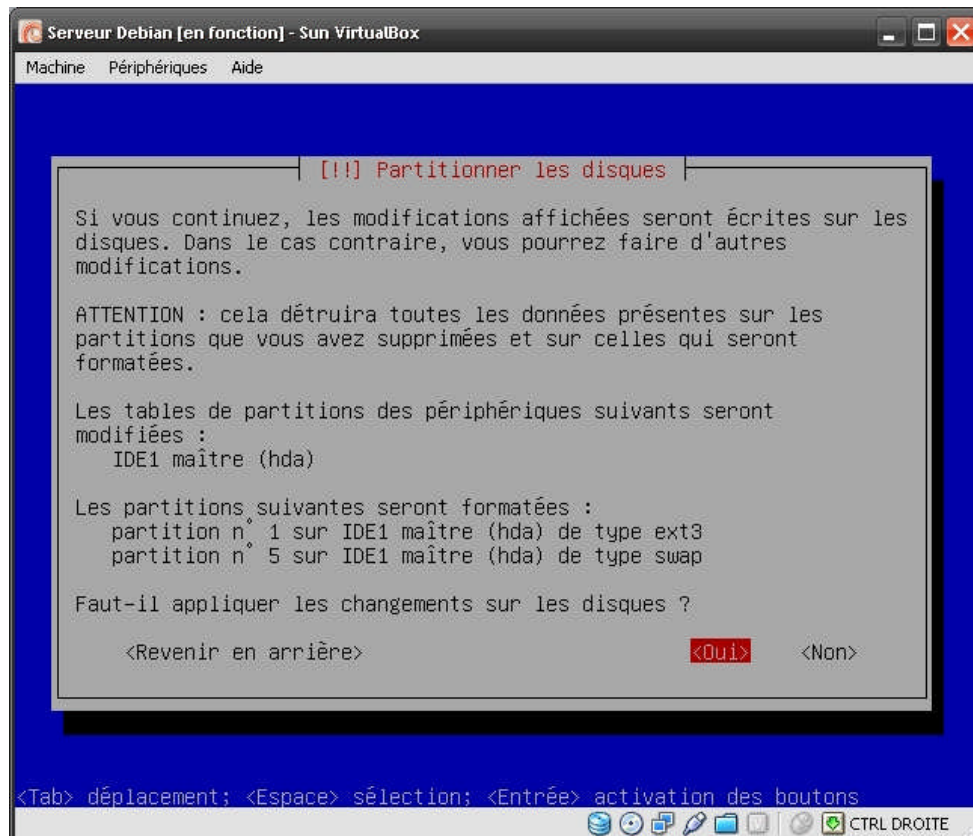 Serveur Debian [en fonction] - Sun VirtualBox
Machine Périphériques Aide
[!!] Partitionner les disques
Si vous continuez, les modifications affichées seront écrites sur les
disques. Dans le cas contraire, vous pourrez faire d'autres
modifications.
ATTENTION : cela détruira toutes les données présentes sur les
partitions que vous avez supprimées et sur celles qui seront
formatées.
Les tables de partitions des périphériques suivants seront
modifiées :
IDE1 maître (hda)
Les partitions suivantes seront formatées :
partition n° 1 sur IDE1 maître (hda) de type ext3
partition n° 5 sur IDE1 maître (hda) de type swap
Faut-il appliquer les changements sur les disques ?
<Revenir en arrière> <Oui> <Non>
<Tab> déplacement; <Espace> sélection; <Entrée> activation des boutons
CTRL DROITE